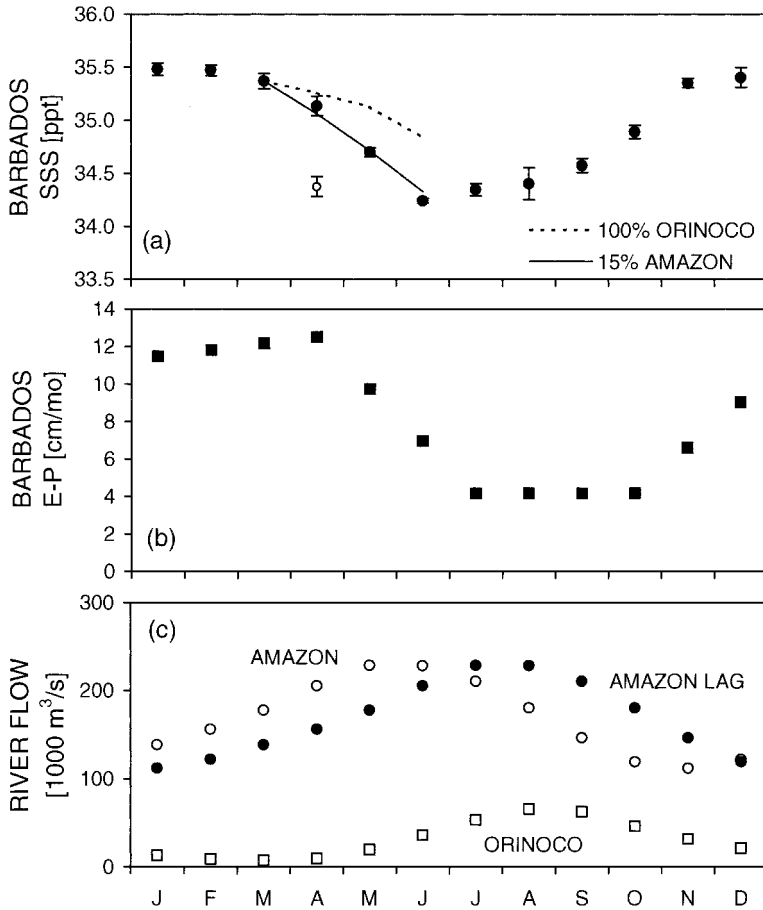 36.0
35.5
35.0
34.5
34.0
33.5
BARBADOS
SSS [ppt]
(a)
100% ORINOCO
15% AMAZON
14
12
10
8
6
4
2
0
BARBADOS
E-P [cm/mo]
(b)
300
200
100
0
RIVER FLOW
[1000 m³/s]
(c)
AMAZON
AMAZON LAG
ORINOCO
J F M A M J J A S O N D